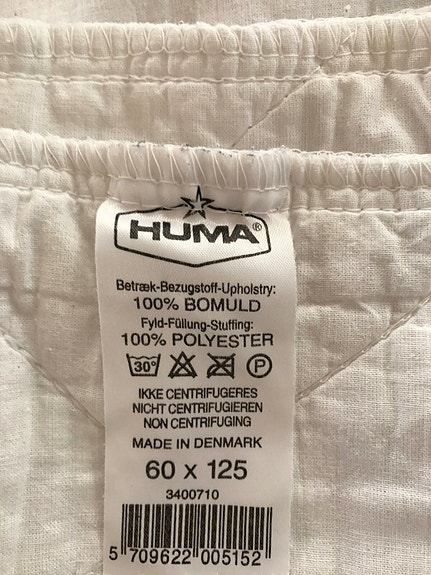 HUMA®
Betræk-Bezugstoff-Upholstry:
100% BOMULD
Fyld-Füllung-Stuffing:
100% POLYESTER
30° P
IKKE CENTRIFUGERES
NICHT CENTRIFUGIEREN
NON CENTRIFUGING
MADE IN DENMARK
60 x 125
3400710
5 709622 005152